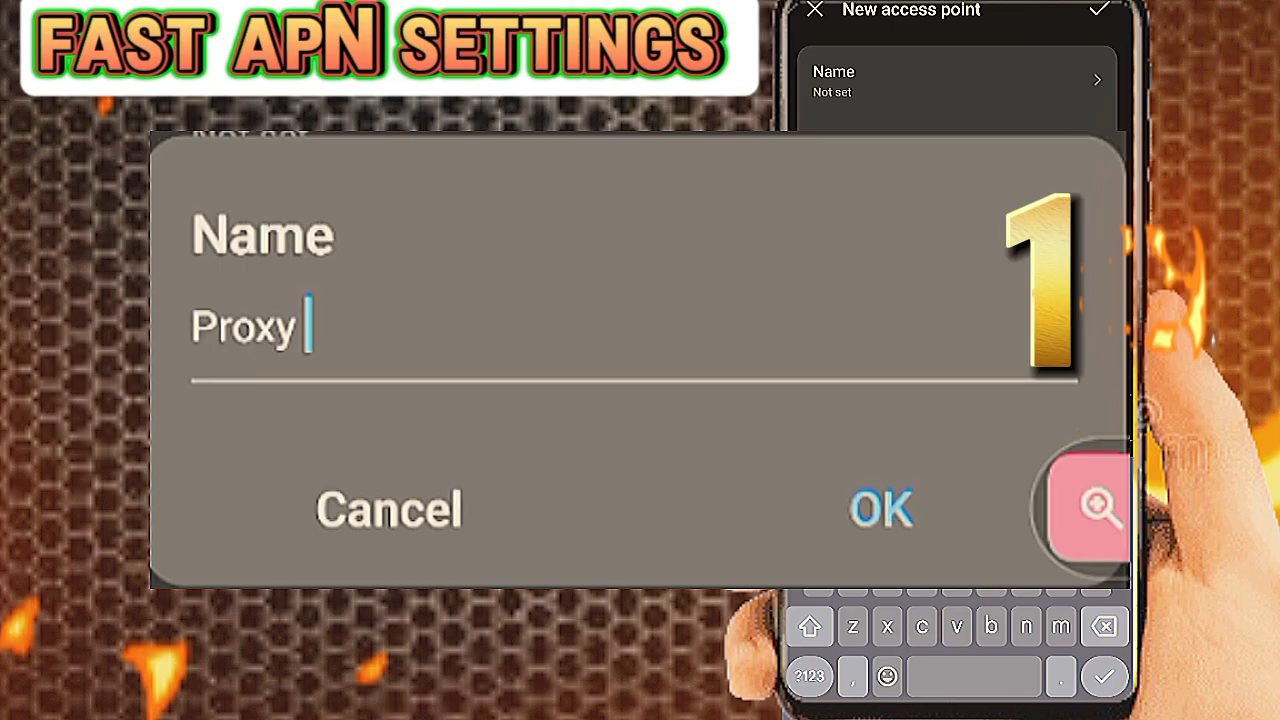 FAST APN SETTINGS
New access point
Name
Not set
Name
1
Proxy
Cancel
OK
z x c v b n m
?123 , .